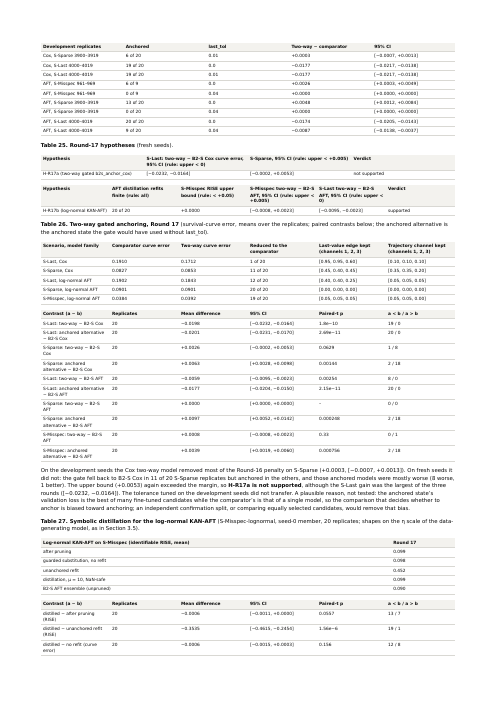 Development replicates Anchored last_tol Two-way − comparator 95% CI
Cox, S-Sparse 3900–3919 19 of 20 0.01 +0.0003 [−0.0007, +0.0013]
Cox, S-Last 4000–4019 19 of 20 0.0 −0.0177 [−0.0217, −0.0138]
Cox, S-Last 4000–4019 19 of 20 0.01 −0.0177 [−0.0217, −0.0138]
AFT, S-Misspec 961–969 6 of 9 0.0 +0.0026 [−0.0003, +0.0049]
AFT, S-Misspec 961–969 0 of 9 0.04 +0.0000 [+0.0000, +0.0000]
AFT, S-Sparse 3900–3919 13 of 20 0.0 +0.0048 [+0.0012, +0.0084]
AFT, S-Sparse 3900–3919 0 of 20 0.04 +0.0000 [+0.0000, +0.0000]
AFT, S-Last 4000–4019 20 of 20 0.0 −0.0174 [−0.0205, −0.0143]
AFT, S-Last 4000–4019 9 of 20 0.04 −0.0087 [−0.0138, −0.0037]
Table 25. Round-17 hypotheses (fresh seeds).
Hypothesis S-Last: two-way − B2-S Cox curve error, 95% CI (rule: upper < 0) S-Sparse, 95% CI (rule: upper < +0.005) Verdict
H-R17a (two-way gated b2s_anchor_cox) [−0.0232, −0.0164] [−0.0002, +0.0053] not supported
Hypothesis AFT distillation refits finite (rule: all) S-Misspec RISE upper bound (rule: < +0.05) S-Misspec two-way − B2-S AFT, 95% CI (rule: upper < +0.005) S-Last two-way − B2-S AFT, 95% CI (rule: upper < 0) Verdict
H-R17b (log-normal KAN-AFT) 20 of 20 +0.0000 [−0.0008, +0.0023] [−0.0095, −0.0023] supported
Table 26. Two-way gated anchoring, Round 17 (survival-curve error, means over the replicates; paired contrasts below; the anchored alternative is
the anchored state the gate would have used without last_tol).
Scenario, model family Comparator curve error Two-way curve error Reduced to the comparator Last-value edge kept (channels 1, 2, 3) Trajectory channel kept (channels 1, 2, 3)
S-Last, Cox 0.1910 0.1712 1 of 20 [0.95, 0.95, 0.60] [0.10, 0.10, 0.10]
S-Sparse, Cox 0.0827 0.0853 11 of 20 [0.45, 0.40, 0.45] [0.35, 0.35, 0.20]
S-Last, log-normal AFT 0.1902 0.1843 12 of 20 [0.40, 0.40, 0.25] [0.05, 0.05, 0.10]
S-Sparse, log-normal AFT 0.0901 0.0901 20 of 20 [0.00, 0.00, 0.00] [0.00, 0.00, 0.00]
S-Misspec, log-normal AFT 0.0384 0.0392 19 of 20 [0.05, 0.05, 0.05] [0.05, 0.05, 0.00]
Contrast (a − b) Replicates Mean difference 95% CI Paired-t p a < b / a > b
S-Last: two-way − B2-S Cox 20 −0.0198 [−0.0232, −0.0164] 1.8e−10 19 / 0
S-Last: anchored alternative − B2-S Cox 20 −0.0201 [−0.0231, −0.0170] 2.69e−11 20 / 0
S-Sparse: two-way − B2-S Cox 20 +0.0026 [−0.0002, +0.0053] 0.0629 1 / 8
S-Sparse: anchored alternative − B2-S Cox 20 +0.0063 [+0.0028, +0.0098] 0.00144 2 / 18
S-Last: two-way − B2-S AFT 20 −0.0059 [−0.0095, −0.0023] 0.00254 8 / 0
S-Last: anchored alternative − B2-S AFT 20 −0.0177 [−0.0204, −0.0150] 2.15e−11 20 / 0
S-Sparse: two-way − B2-S AFT 20 +0.0000 [+0.0000, +0.0000] – 0 / 0
S-Sparse: anchored alternative − B2-S AFT 20 +0.0097 [+0.0052, +0.0142] 0.000248 2 / 18
S-Misspec: two-way − B2-S AFT 20 +0.0008 [−0.0008, +0.0023] 0.33 0 / 1
S-Misspec: anchored alternative − B2-S AFT 20 +0.0039 [+0.0019, +0.0060] 0.000756 2 / 18
On the development seeds the Cox two-way model removed most of the Round-16 penalty on S-Sparse (+0.0003, [−0.0007, +0.0013]). On fresh seeds it
did not: the gate fell back to B2-S Cox in 11 of 20 S-Sparse replicates but anchored in the others, and those anchored models were mostly worse (8 worse,
1 better). The upper bound (+0.0053) again exceeded the margin, so H-R17a is not supported, although the S-Last gain was the largest of the three
rounds ([−0.0232, −0.0164]). The tolerance tuned on the development seeds did not transfer. A plausible reason, not tested: the anchored state's
validation loss is the best of many fine-tuned candidates while the comparator's is that of a single model, so the comparison that decides whether to
anchor is biased toward anchoring; an independent confirmation split, or comparing equally selected candidates, would remove that bias.
Table 27. Symbolic distillation for the log-normal KAN-AFT (S-Misspec-lognormal, seed-0 member, 20 replicates; shapes on the η scale of the data-
generating model, as in Section 3.5).
Log-normal KAN-AFT on S-Misspec (identifiable RISE, mean) Round 17
after pruning 0.099
guarded substitution, no refit 0.098
unanchored refit 0.452
distillation, μ = 10, NaN-safe 0.099
B2-S AFT ensemble (unpruned) 0.090
Contrast (a − b) Replicates Mean difference 95% CI Paired-t p a < b / a > b
distilled − after pruning (RISE) 20 −0.0006 [−0.0011, +0.0000] 0.0557 13 / 7
distilled − unanchored refit (RISE) 20 −0.3535 [−0.4615, −0.2454] 1.56e−6 19 / 1
distilled − no refit (curve error) 20 −0.0006 [−0.0015, +0.0003] 0.156 12 / 8